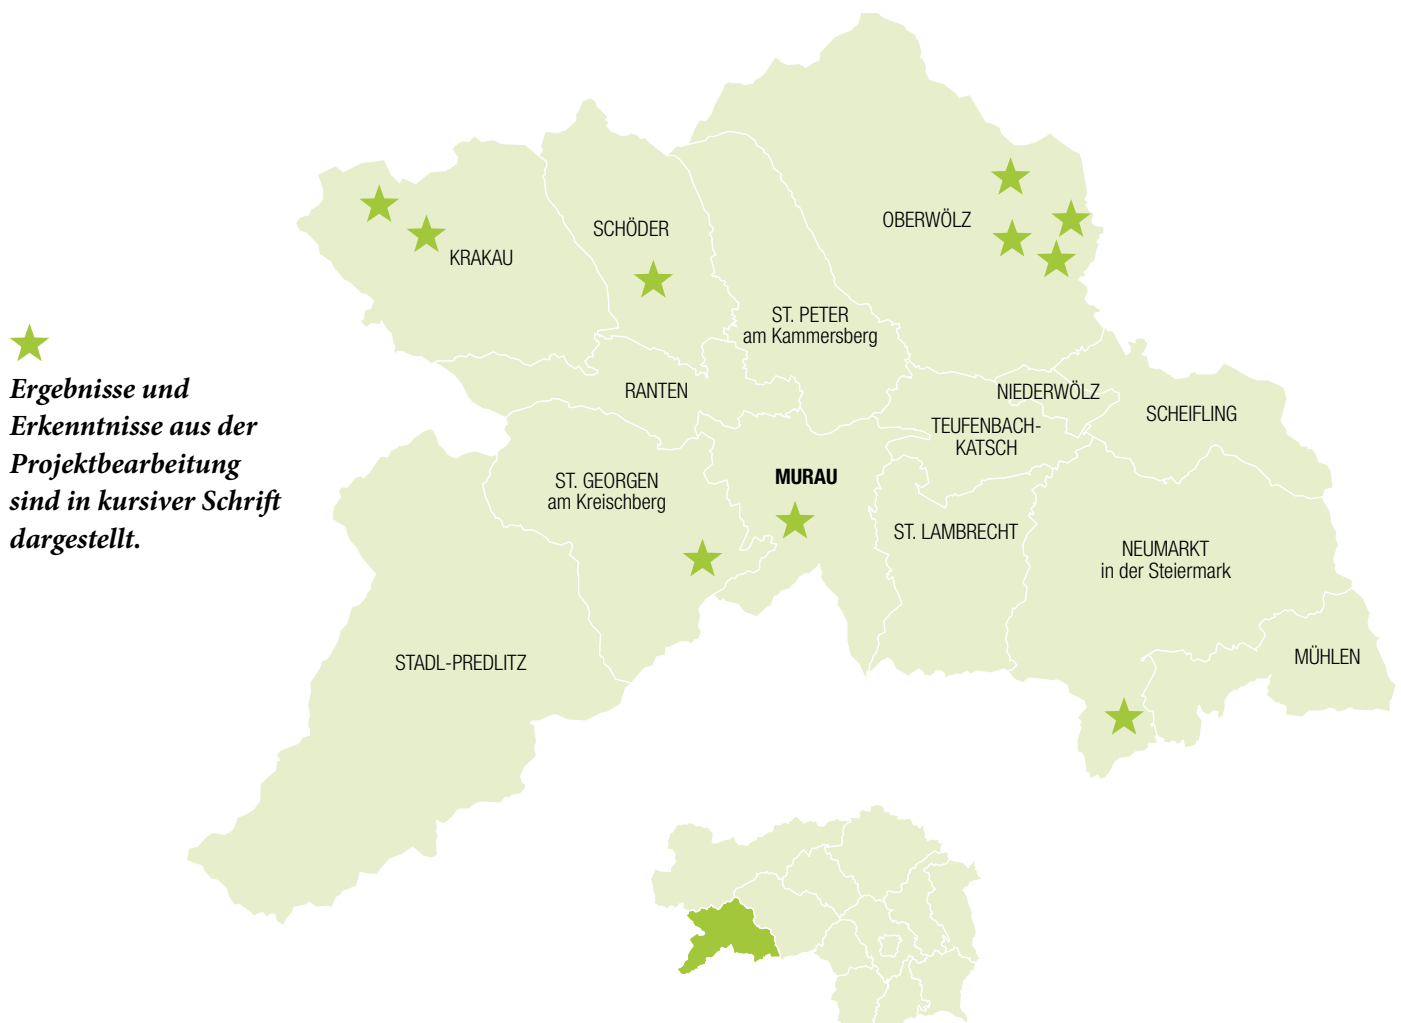 SCHÖDER
OBERWÖLZ
KRAKAU
ST. PETER
am Kammersberg
Ergebnisse und
Erkenntnisse aus der
Projektbearbeitung
sind in kursiver Schrift
dargestellt.
RANTEN
NIEDERWÖLZ
SCHEIFLING
TEUFENBACH-
KATSCH
ST. GEORGEN
am Kreischberg
MURAU
ST. LAMBRECHT
NEUMARKT
in der Steiermark
STADL-PREDLITZ
MÜHLEN